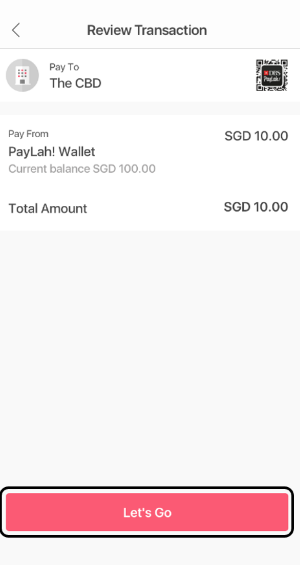 Review Transaction
Pay To
The CBD
DBS
PayLah!
Pay From
SGD 10.00
PayLah! Wallet
Current balance SGD 100.00
Total Amount
SGD 10.00
Let's Go